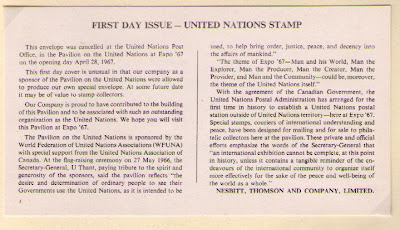 FIRST DAY ISSUE — UNITED NATIONS STAMP
This envelope was cancelled at the United Nations Post
Office, in the Pavilion on the United Nations at Expo '67
on the opening day April 28, 1967.
This first day cover is unusual in that our company as a
sponsor of the Pavilion on the United Nations were allowed
to produce our own special envelope. At some future date
it may be of value to stamp collectors.
Our Company is proud to have contributed to the building
of this Pavilion and to be associated with such an outstanding
organization as the United Nations. We hope you will visit
this Pavilion at Expo '67.
The Pavilion on the United Nations is sponsored by the
World Federation of United Nations Associations (WFUNA)
with special support from the United Nations Association of
Canada. At the flag-raising ceremony on 27 May 1966, the
Secretary-General, U Thant, paying tribute to the spirit and
generosity of the sponsors, said the pavilion reflects "the
desire and determination of ordinary people to see their
Governments use the United Nations, as it is intended to be
used, to help bring order, justice, peace, and decency into
the affairs of mankind."
"The theme of Expo '67—Man and his World, Man the
Explorer, Man the Producer, Man the Creator, Man the
Provider, and Man and the Community—could be, moreover,
the theme of the United Nations itself."
With the agreement of the Canadian Government, the
United Nations Postal Administration has arranged for the
first time in history to establish a United Nations postal
station outside of United Nations territory—here at Expo '67.
Special stamps, couriers of international understanding and
peace, have been designed for mailing and for sale to phila-
telic collectors here at the pavilion. These private and official
efforts emphasize the words of the Secretary-General that
"an international exhibition cannot be complete, at this point
in history, unless it contains a tangible reminder of the en-
deavours of the international community to organize itself
more effectively for the sake of the peace and well-being of
the world as a whole."
NESBITT, THOMSON AND COMPANY, LIMITED.